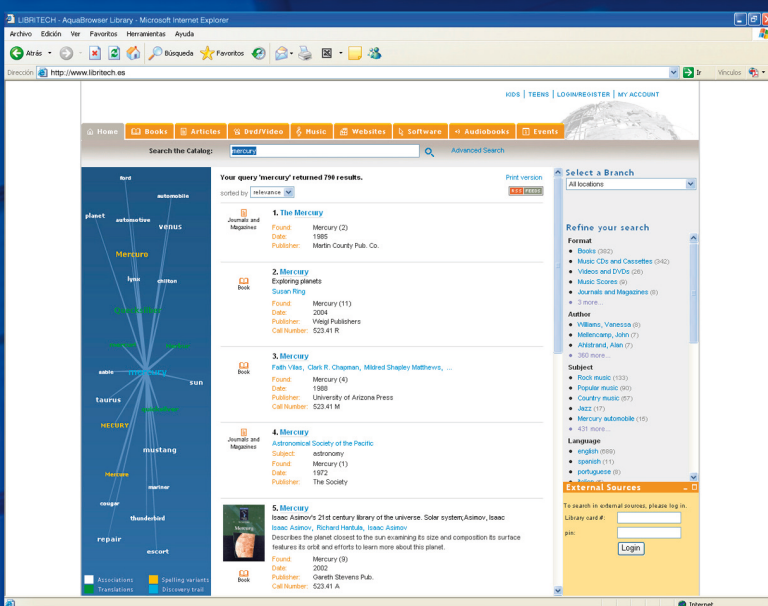 LIBRITECH - AquaBrowser Library - Microsoft Internet Explorer
Archivo Edición Ver Favoritos Herramientas Ayuda
Atrás Búsqueda Favoritos
Dirección http://www.libritech.es Ir Vínculos
KIDS | TEENS | LOGIN/REGISTER | MY ACCOUNT
Home Books Articles Dvd/Video Music Websites Software Audiobooks Events
Search the Catalog: mercury Advanced Search
ford
automobile
planet
automotive
venus
Mercuro
lynx
chilton
sable
sun
taurus
MECURY
mustang
Mercure
mariner
cougar
thunderbird
repair
escort
Associations Spelling variants
Translations Discovery trail
Your query 'mercury' returned 790 results. Print version
sorted by relevance RSS FEEDS
1. The Mercury
Journals and Magazines
Found: Mercury (2)
Date: 1985
Publisher: Martin County Pub. Co.
2. Mercury
Book
Exploring planets
Susan Ring
Found: Mercury (11)
Date: 2004
Publisher: Weigl Publishers
Call Number: 523.41 R
3. Mercury
Book
Faith Vilas, Clark R. Chapman, Mildred Shapley Matthews, ...
Found: Mercury (4)
Date: 1988
Publisher: University of Arizona Press
Call Number: 523.41 M
4. Mercury
Journals and Magazines
Astronomical Society of the Pacific
Subject: astronomy
Found: Mercury (1)
Date: 1972
Publisher: The Society
5. Mercury
Isaac Asimov's 21st century library of the universe. Solar system;Asimov, Isaac
Isaac Asimov, Richard Hantula, Isaac Asimov
Describes the planet closest to the sun examining its size and composition its surface
features its orbit and efforts to learn more about this planet.
Mercury
Book
Found: Mercury (9)
Date: 2002
Publisher: Gareth Stevens Pub.
Call Number: 523.41 A
Select a Branch
All locations
Refine your search
Format
Books (382)
Music CDs and Cassettes (342)
Videos and DVDs (26)
Music Scores (9)
Journals and Magazines (8)
3 more...
Author
Williams, Vanessa (8)
Mellencamp, John (7)
Ahlstrand, Alan (7)
360 more...
Subject
Rock music (133)
Popular music (90)
Country music (57)
Jazz (17)
Mercury automobile (15)
431 more...
Language
english (689)
spanish (11)
portuguese (8)
External Sources
To search in external sources, please log in.
Library card #:
pin:
Login
Internet